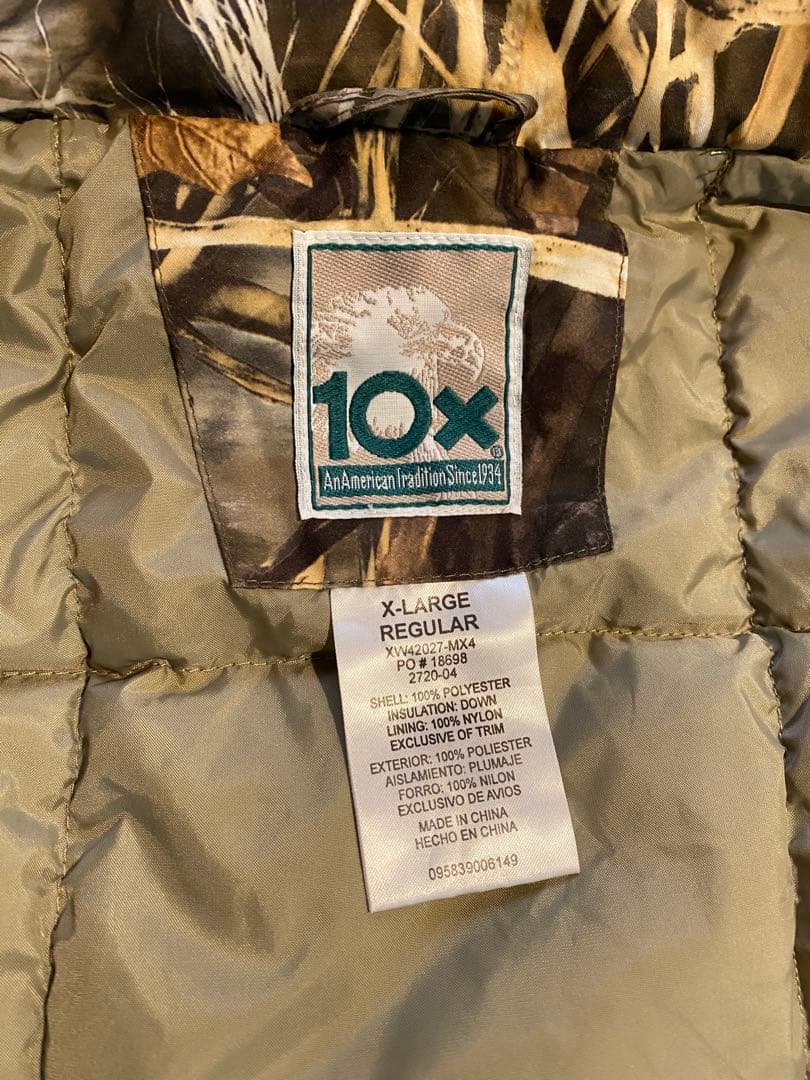 10x
®
An American Tradition Since 1934
X-LARGE
REGULAR
XW42027-MX4
PO # 18698
2720-04
SHELL: 100% POLYESTER
INSULATION: DOWN
LINING: 100% NYLON
EXCLUSIVE OF TRIM
EXTERIOR: 100% POLIESTER
AISLAMIENTO: PLUMAJE
FORRO: 100% NILON
EXCLUSIVO DE AVIOS
MADE IN CHINA
HECHO EN CHINA
095839006149